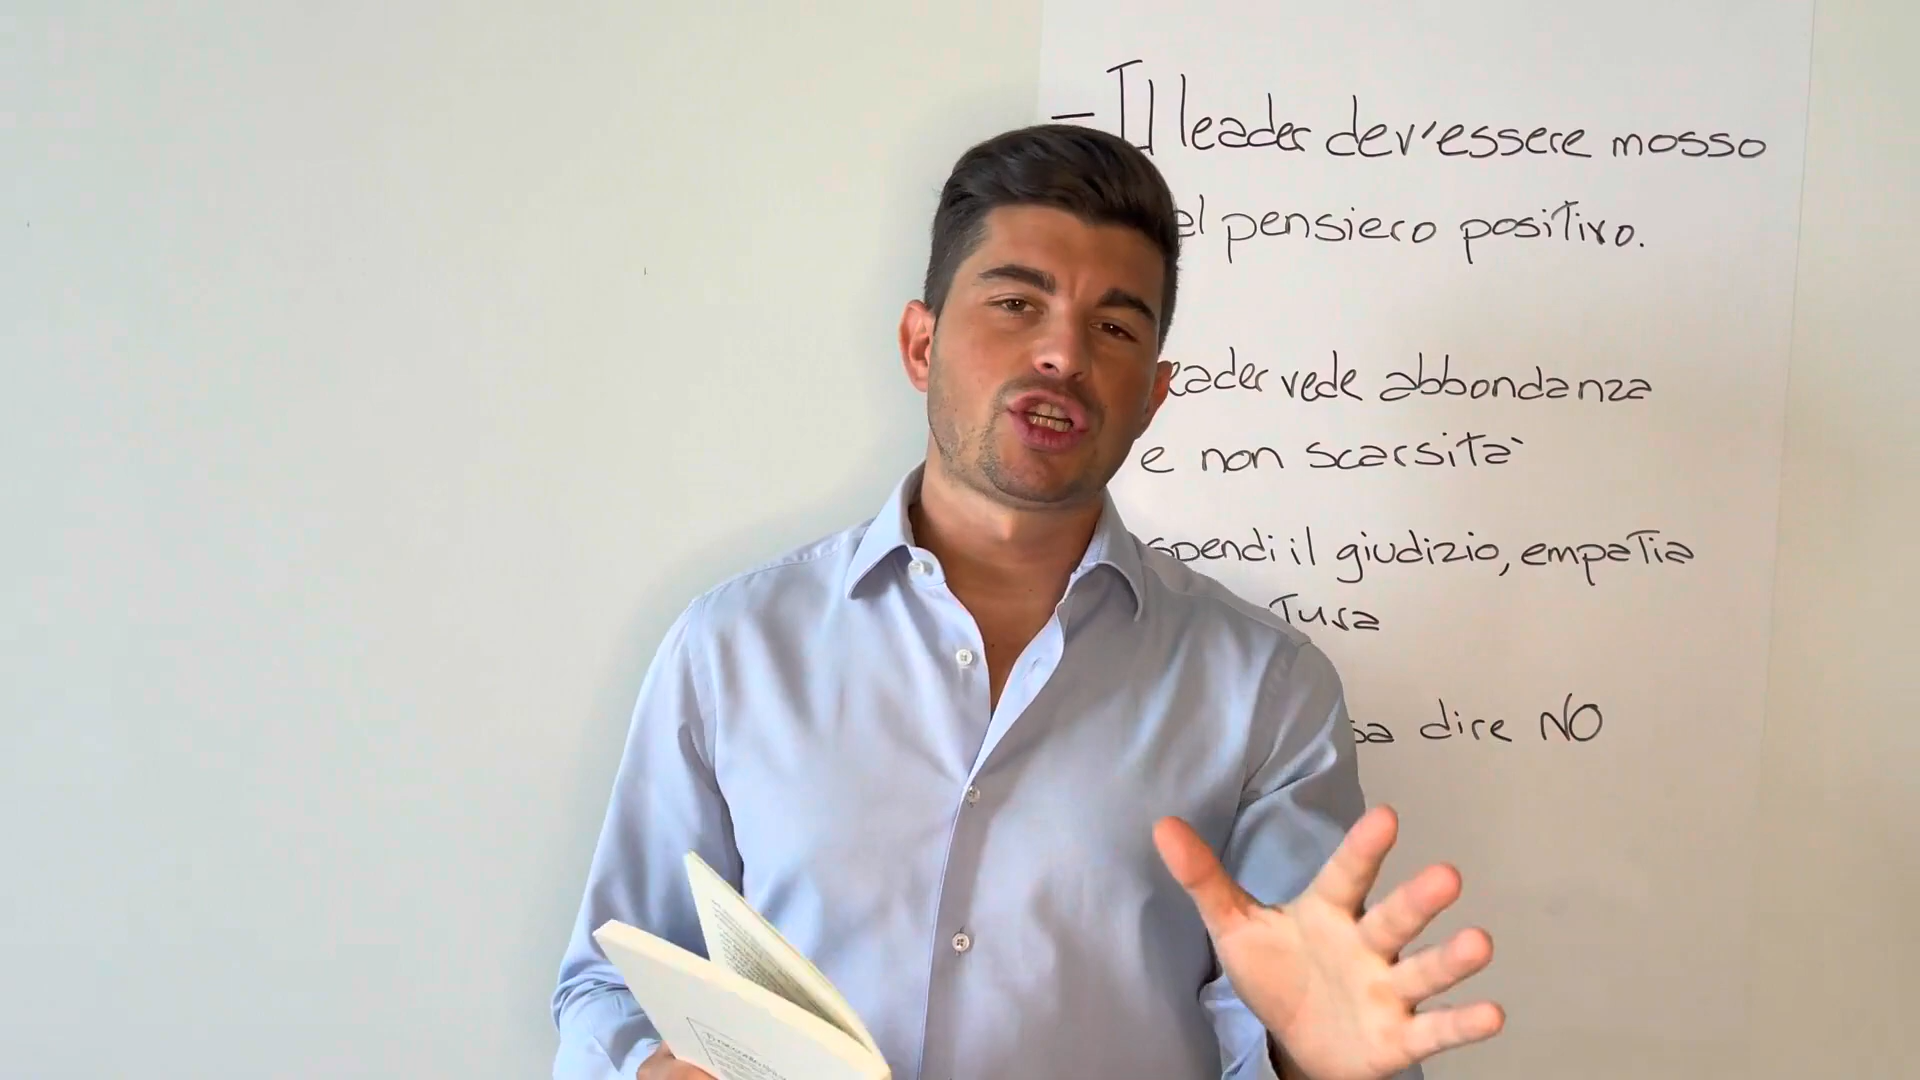 - Il leader dev'essere mosso
el pensiero positivo.
eader vede abbondanza
e non scarsità
spendi il giudizio, empatia
tura
sa dire NO